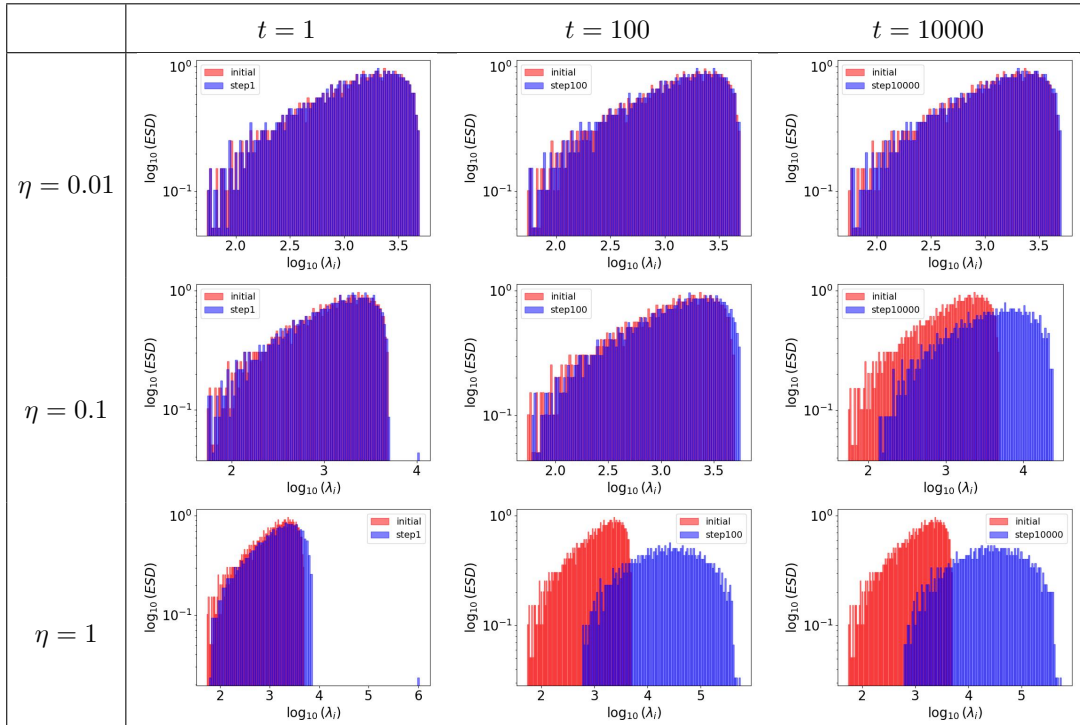 t = 1 t = 100 t = 10000
η = 0.01
10⁰
10⁻¹
log₁₀(ESD)
initial
step1
2.0 2.5 3.0 3.5
log₁₀(λᵢ)
10⁰
10⁻¹
log₁₀(ESD)
initial
step100
2.0 2.5 3.0 3.5
log₁₀(λᵢ)
10⁰
10⁻¹
log₁₀(ESD)
initial
step10000
2.0 2.5 3.0 3.5
log₁₀(λᵢ)
η = 0.1
10⁰
10⁻¹
log₁₀(ESD)
initial
step1
2 3 4
log₁₀(λᵢ)
10⁰
10⁻¹
log₁₀(ESD)
initial
step100
2.0 2.5 3.0 3.5
log₁₀(λᵢ)
10⁰
10⁻¹
log₁₀(ESD)
initial
step10000
2 3 4
log₁₀(λᵢ)
η = 1
10⁰
10⁻¹
log₁₀(ESD)
initial
step1
2 3 4 5 6
log₁₀(λᵢ)
10⁰
10⁻¹
log₁₀(ESD)
initial
step100
2 3 4 5
log₁₀(λᵢ)
10⁰
10⁻¹
log₁₀(ESD)
initial
step10000
2 3 4 5
log₁₀(λᵢ)